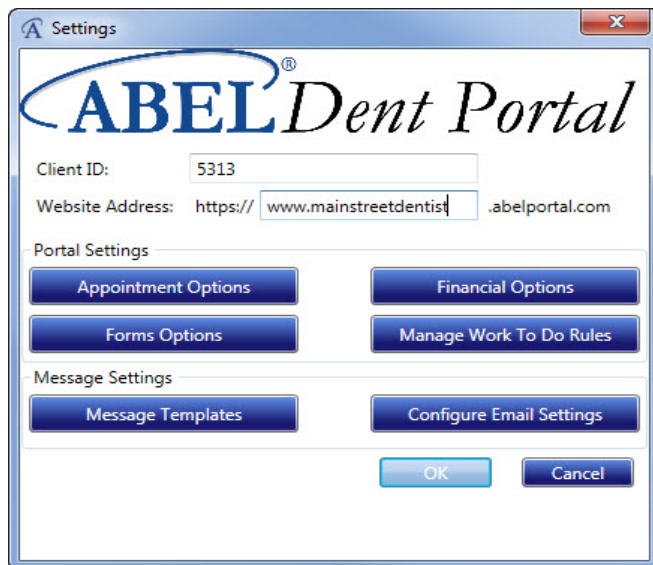 Settings
ABEL® Dent Portal
Client ID: 5313
Website Address: https:// www.mainstreetdentist .abelportal.com
Portal Settings
Appointment Options Financial Options
Forms Options Manage Work To Do Rules
Message Settings
Message Templates Configure Email Settings
OK Cancel